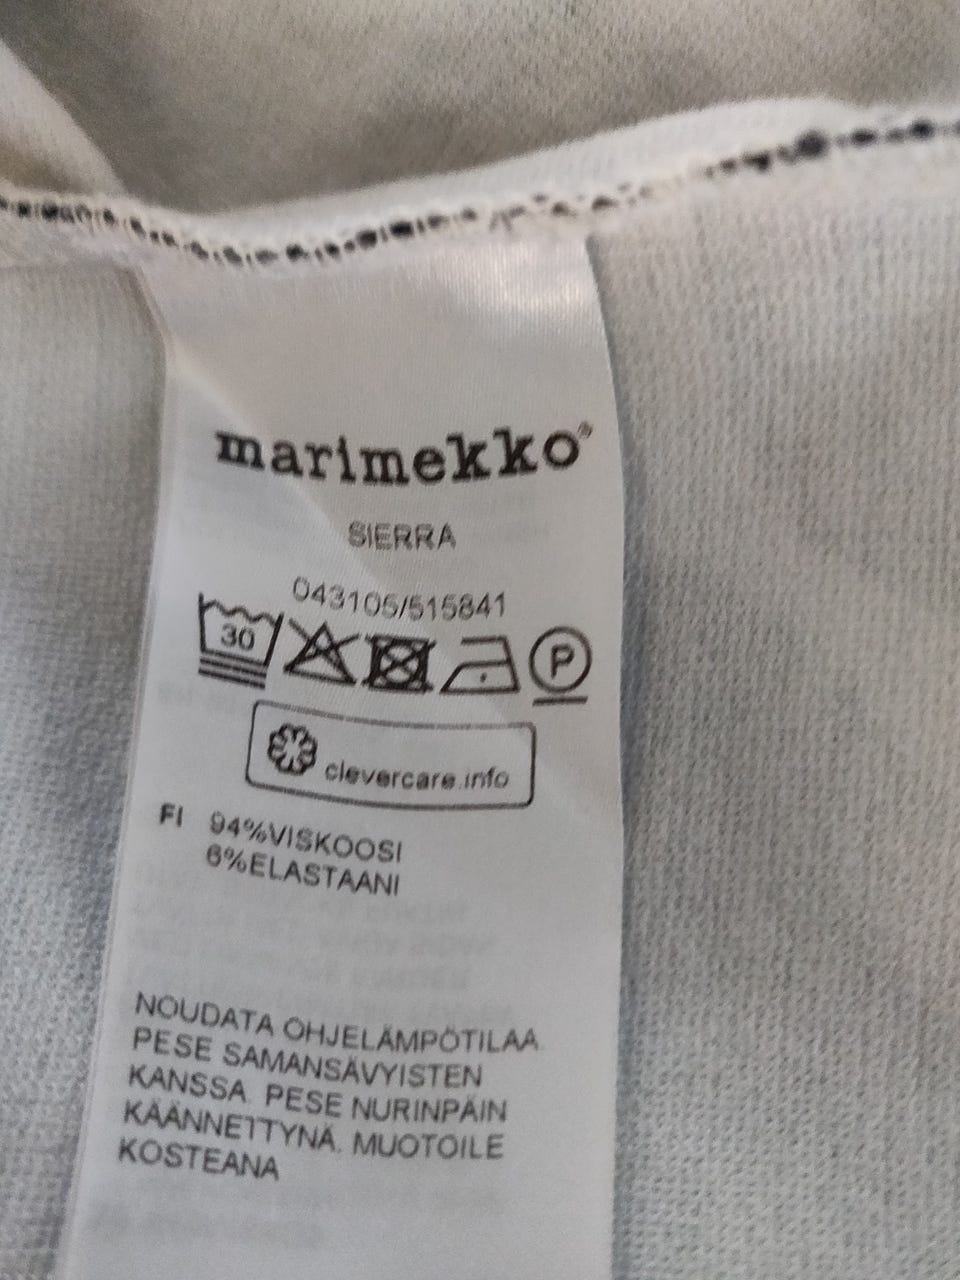 marimekko®
SIERRA
043105/515841
30
P
clevercare.info
FI 94%VISKOOSI
6%ELASTAANI
NOUDATA OHJELÄMPÖTILAA.
PESE SAMANSÄVYISTEN
KANSSA. PESE NURINPÄIN
KÄÄNNETTYNÄ. MUOTOILE
KOSTEANA